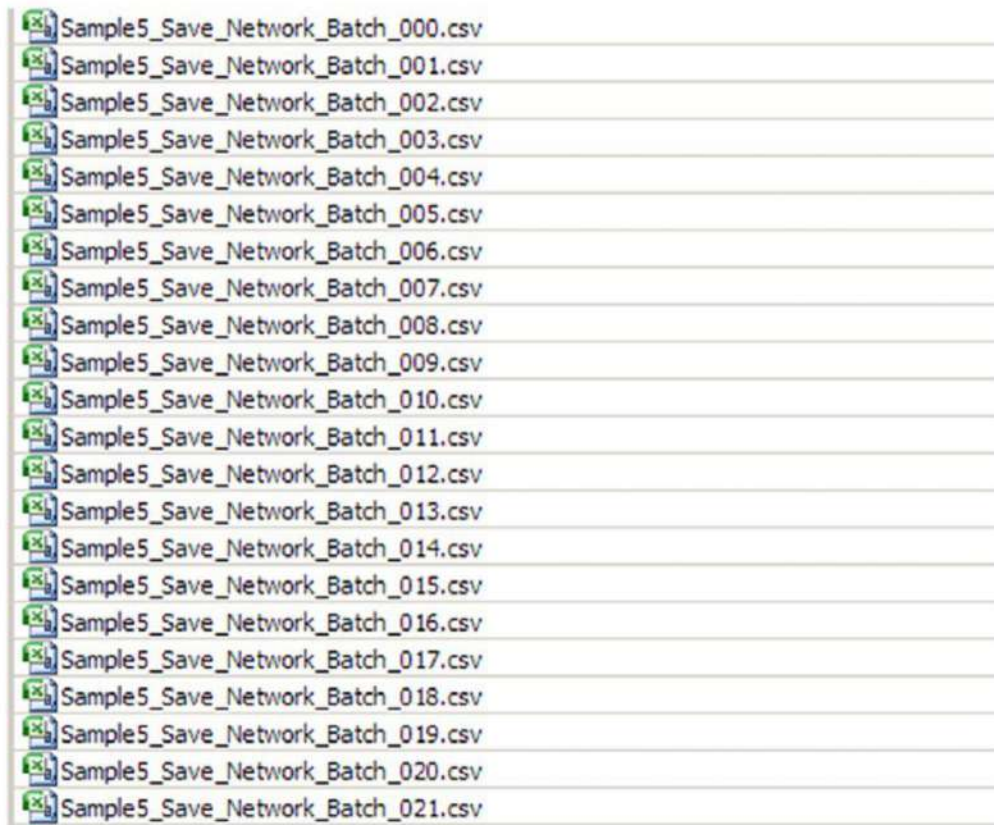 Sample5_Save_Network_Batch_000.csv
Sample5_Save_Network_Batch_001.csv
Sample5_Save_Network_Batch_002.csv
Sample5_Save_Network_Batch_003.csv
Sample5_Save_Network_Batch_004.csv
Sample5_Save_Network_Batch_005.csv
Sample5_Save_Network_Batch_006.csv
Sample5_Save_Network_Batch_007.csv
Sample5_Save_Network_Batch_008.csv
Sample5_Save_Network_Batch_009.csv
Sample5_Save_Network_Batch_010.csv
Sample5_Save_Network_Batch_011.csv
Sample5_Save_Network_Batch_012.csv
Sample5_Save_Network_Batch_013.csv
Sample5_Save_Network_Batch_014.csv
Sample5_Save_Network_Batch_015.csv
Sample5_Save_Network_Batch_016.csv
Sample5_Save_Network_Batch_017.csv
Sample5_Save_Network_Batch_018.csv
Sample5_Save_Network_Batch_019.csv
Sample5_Save_Network_Batch_020.csv
Sample5_Save_Network_Batch_021.csv